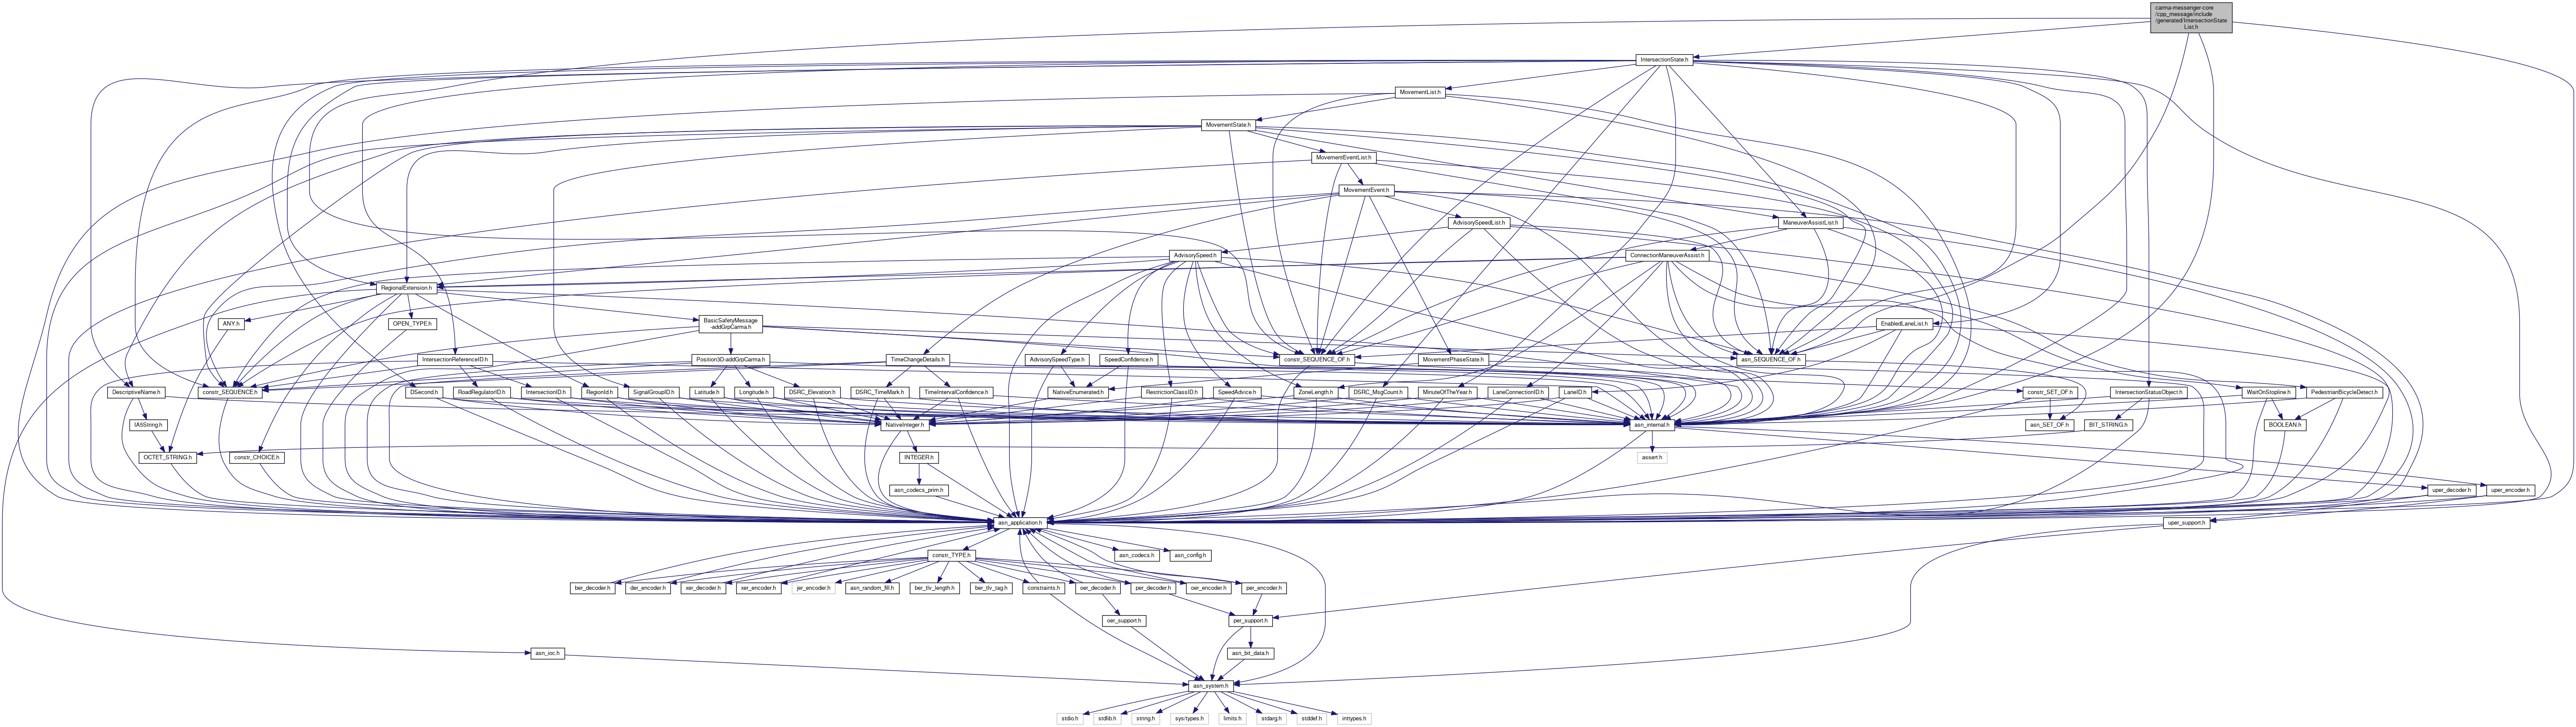 carma-messenger-core
/cpp_message/include
/generated/IntersectionState
List.h
IntersectionState.h
MovementList.h
MovementState.h
MovementEventList.h
MovementEvent.h
AdvisorySpeedList.h
ManeuverAssistList.h
AdvisorySpeed.h
ConnectionManeuverAssist.h
RegionalExtension.h
ANY.h
OPEN_TYPE.h
BasicSafetyMessage
-addGrpCarma.h
EnabledLaneList.h
IntersectionReferenceID.h
Position3D-addGrpCarma.h
TimeChangeDetails.h
AdvisorySpeedType.h
SpeedConfidence.h
constr_SEQUENCE_OF.h
MovementPhaseState.h
asn_SEQUENCE_OF.h
DescriptiveName.h
constr_SEQUENCE.h
DSecond.h
RoadRegulatorID.h
IntersectionID.h
RegionId.h
SignalGroupID.h
Latitude.h
Longitude.h
DSRC_Elevation.h
DSRC_TimeMark.h
TimeIntervalConfidence.h
NativeEnumerated.h
RestrictionClassID.h
SpeedAdvice.h
ZoneLength.h
DSRC_MsgCount.h
MinuteOfTheYear.h
LaneConnectionID.h
LaneID.h
constr_SET_OF.h
IntersectionStatusObject.h
WaitOnStopline.h
PedestrianBicycleDetect.h
IA5String.h
NativeInteger.h
asn_internal.h
asn_SET_OF.h
BIT_STRING.h
BOOLEAN.h
OCTET_STRING.h
constr_CHOICE.h
INTEGER.h
assert.h
asn_codecs_prim.h
uper_decoder.h
uper_encoder.h
asn_application.h
uper_support.h
constr_TYPE.h
asn_codecs.h
asn_config.h
ber_decoder.h
der_encoder.h
xer_decoder.h
xer_encoder.h
jer_encoder.h
asn_random_fill.h
ber_tlv_length.h
ber_tlv_tag.h
constraints.h
oer_decoder.h
per_decoder.h
oer_encoder.h
per_encoder.h
oer_support.h
per_support.h
asn_ioc.h
asn_bit_data.h
asn_system.h
stdio.h
stdlib.h
string.h
sys/types.h
limits.h
stdarg.h
stddef.h
inttypes.h